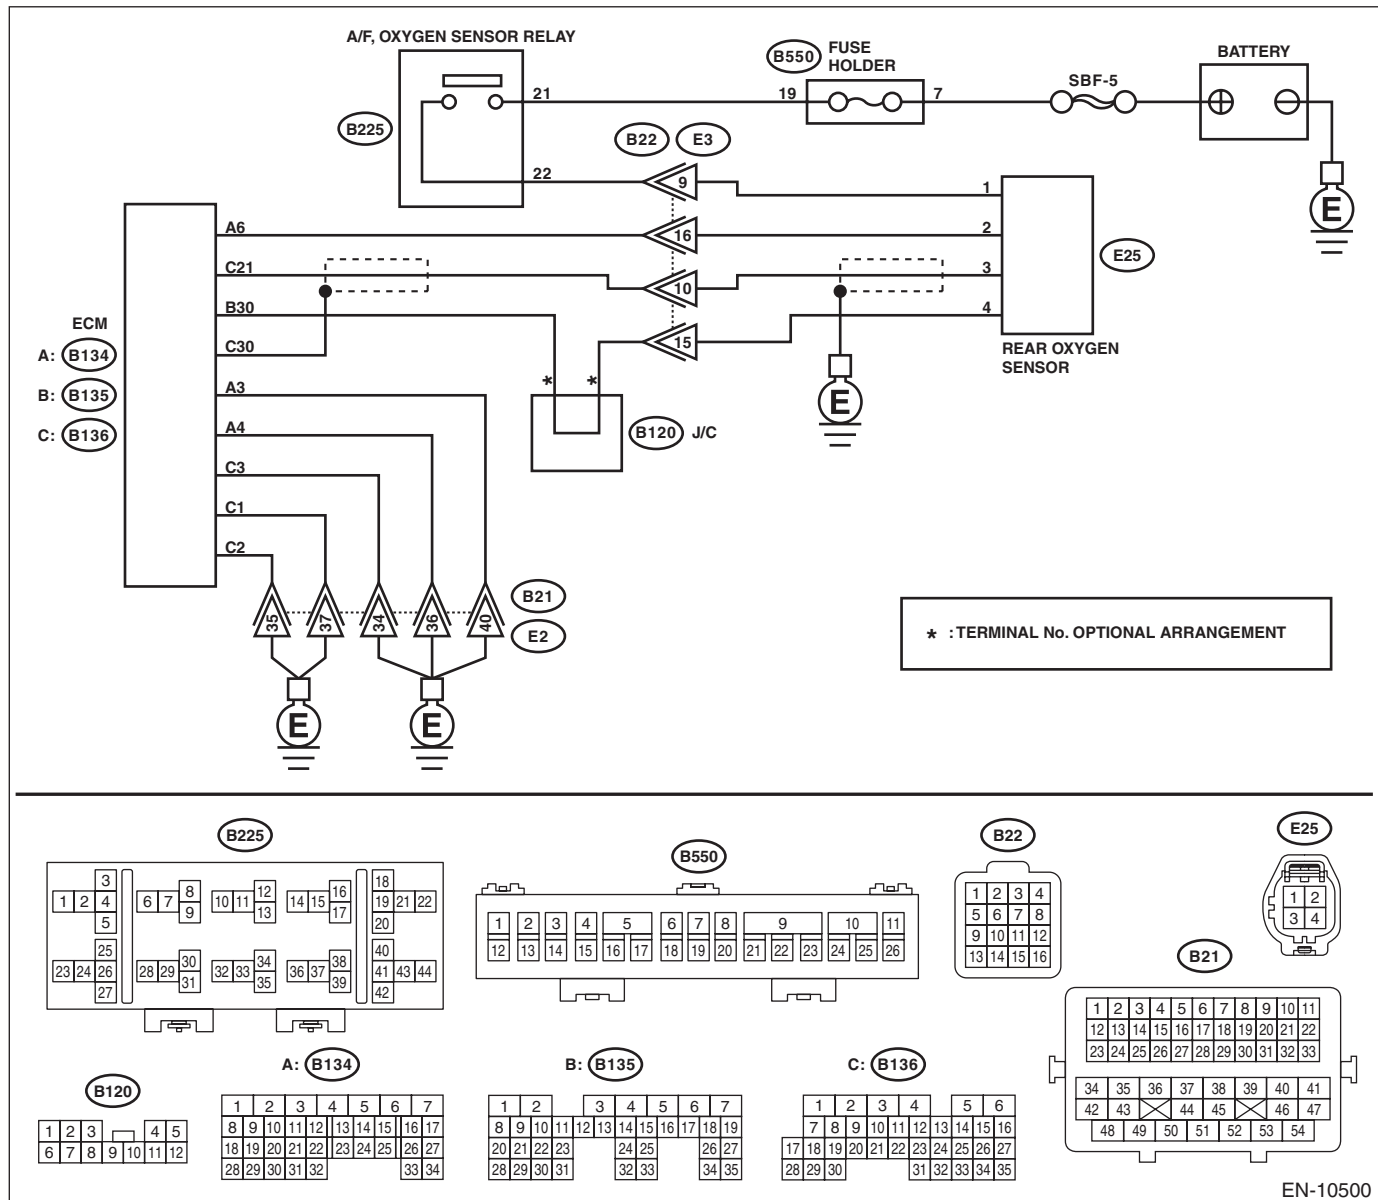 A/F, OXYGEN SENSOR RELAY
B550 FUSE HOLDER
BATTERY
SBF-5
21
19
7
B225
B22 E3
22
9
1
A6
16
2
E25
C21
10
3
B30
4
ECM
C30
15
REAR OXYGEN
SENSOR
A: B134
* *
E
E
B: B135
A3
C: B136
A4
B120 J/C
C3
C1
C2
35 37 34 36 40
B21
E2
* : TERMINAL No. OPTIONAL ARRANGEMENT
E E
B225
3 8 12 16 18
1 2 4 6 7 10 11 14 15 19 21 22
5 9 13 17 20
25 30 34 38 40
23 24 26 28 29 32 33 36 37 41 43 44
27 31 35 39 42
B550
1 2 3 4 5 6 7 8 9 10 11
12 13 14 15 16 17 18 19 20 21 22 23 24 25 26
B22
1 2 3 4
5 6 7 8
9 10 11 12
13 14 15 16
E25
1 2
3 4
B21
1 2 3 4 5 6 7 8 9 10 11
12 13 14 15 16 17 18 19 20 21 22
23 24 25 26 27 28 29 30 31 32 33
34 35 36 37 38 39 40 41
42 43 44 45 46 47
48 49 50 51 52 53 54
B120
1 2 3 4 5
6 7 8 9 10 11 12
A: B134
1 2 3 4 5 6 7
8 9 10 11 12 13 14 15 16 17
18 19 20 21 22 23 24 25 26 27
28 29 30 31 32 33 34
B: B135
1 2 3 4 5 6 7
8 9 10 11 12 13 14 15 16 17 18 19
20 21 22 23 24 25 26 27
28 29 30 31 32 33 34 35
C: B136
1 2 3 4 5 6
7 8 9 10 11 12 13 14 15 16
17 18 19 20 21 22 23 24 25 26 27
28 29 30 31 32 33 34 35
EN-10500